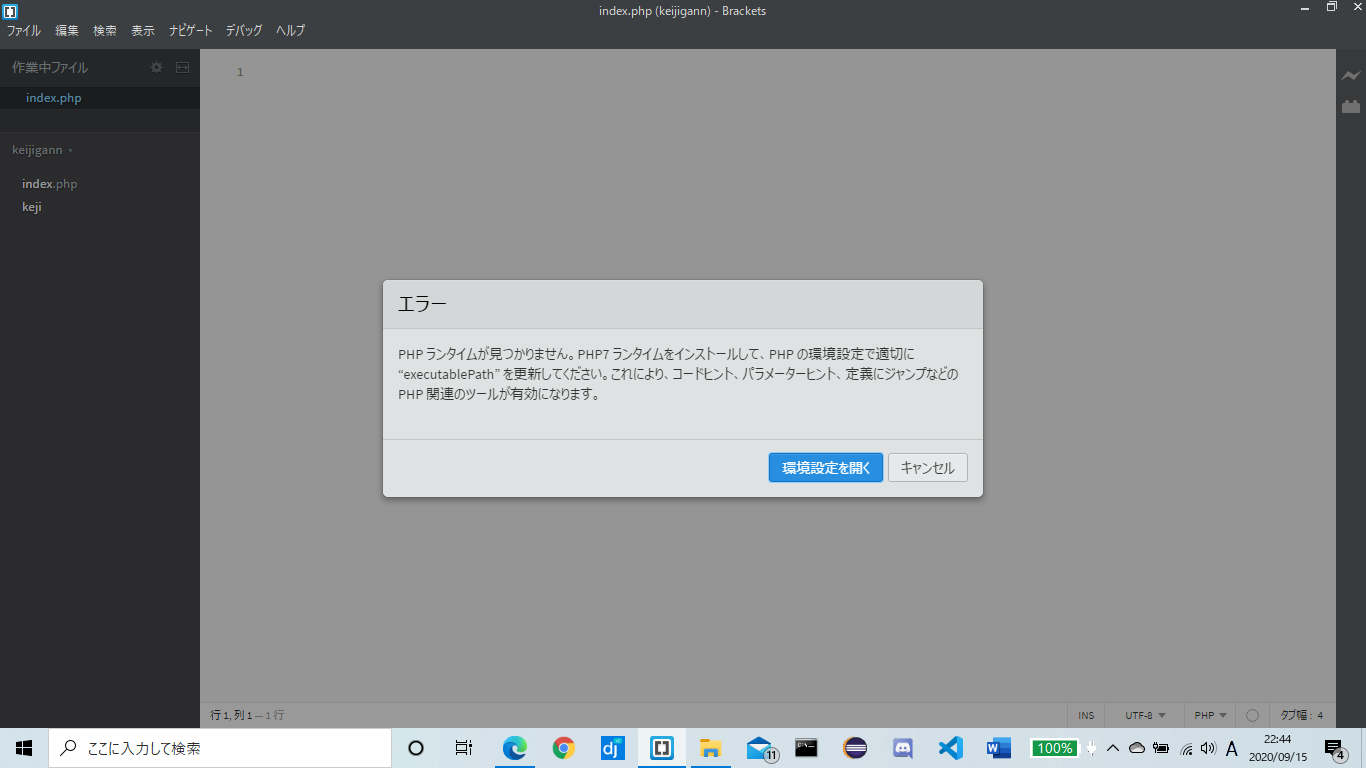 index.php (keijigann) - Brackets
ファイル 編集 検索 表示 ナビゲート デバッグ ヘルプ
作業中ファイル
index.php
keijigann
index.php
keji
1
エラー
PHP ランタイムが見つかりません。PHP7 ランタイムをインストールして、PHP の環境設定で適切に
“executablePath” を更新してください。これにより、コードヒント、パラメーターヒント、定義にジャンプなどの
PHP 関連のツールが有効になります。
環境設定を開く キャンセル
行 1, 列 1 — 1 行 INS UTF-8 PHP タブ幅: 4
ここに入力して検索 dj 11 100% A 22:44
2020/09/15 4